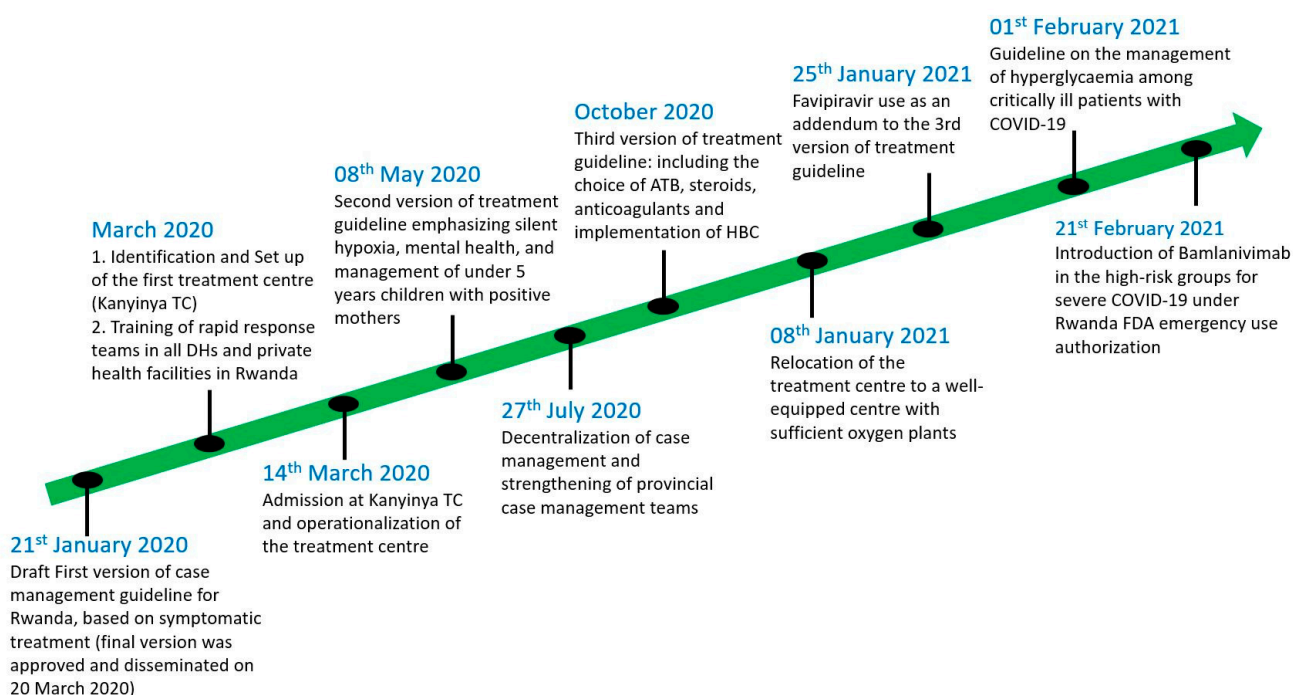 21st January 2020
Draft First version of case
management guideline for
Rwanda, based on symptomatic
treatment (final version was
approved and disseminated on
20 March 2020)
March 2020
1. Identification and Set up
of the first treatment centre
(Kanyinya TC)
2. Training of rapid response
teams in all DHs and private
health facilities in Rwanda
14th March 2020
Admission at Kanyinya TC
and operationalization of
the treatment centre
08th May 2020
Second version of treatment
guideline emphasizing silent
hypoxia, mental health, and
management of under 5
years children with positive
mothers
27th July 2020
Decentralization of case
management and
strengthening of provincial
case management teams
October 2020
Third version of treatment
guideline: including the
choice of ATB, steroids,
anticoagulants and
implementation of HBC
08th January 2021
Relocation of the
treatment centre to a well-
equipped centre with
sufficient oxygen plants
25th January 2021
Favipiravir use as an
addendum to the 3rd
version of treatment
guideline
01st February 2021
Guideline on the management
of hyperglycaemia among
critically ill patients with
COVID-19
21st February 2021
Introduction of Bamlanivimab
in the high-risk groups for
severe COVID-19 under
Rwanda FDA emergency use
authorization